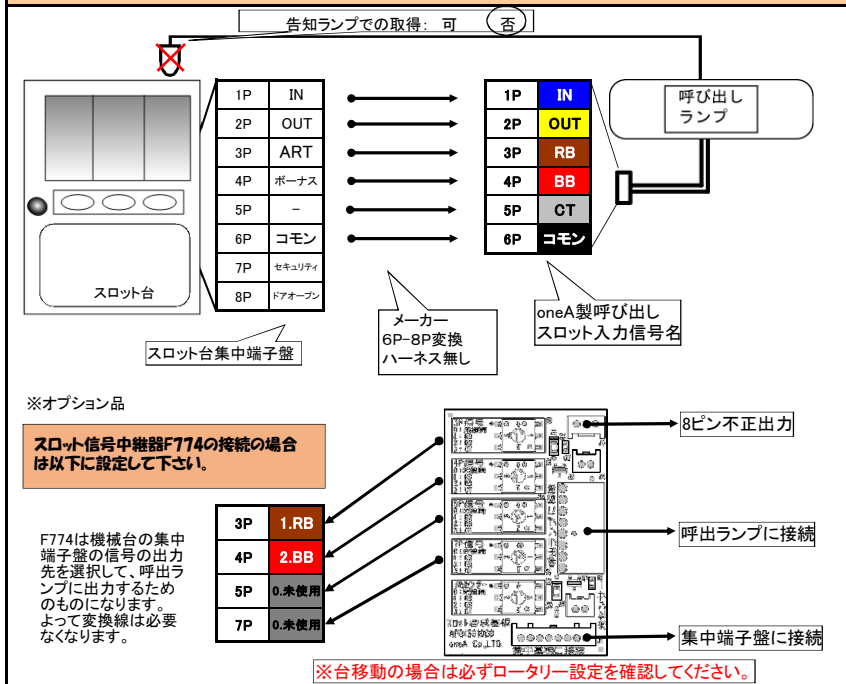 告知ランプでの取得: 可 否
1P IN
2P OUT
3P ART
4P ボーナス
5P －
6P コモン
7P セキュリティ
8P ドアオープン
1P IN
2P OUT
3P RB
4P BB
5P CT
6P コモン
呼び出し
ランプ
スロット台
スロット台集中端子盤
メーカー
6P-8P変換
ハーネス無し
oneA製呼び出し
スロット入力信号名
※オプション品
スロット信号中継器F774の接続の場合
は以下に設定して下さい。
F774は機械台の集中
端子盤の信号の出力
先を選択して、呼出ラ
ンプに出力するため
のものになります。
よって変換線は必要
なくなります。
3P 1.RB
4P 2.BB
5P 0.未使用
7P 0.未使用
8ピン不正出力
呼出ランプに接続
集中端子盤に接続
oneA Co.,LTD.
※台移動の場合は必ずロータリー設定を確認してください。